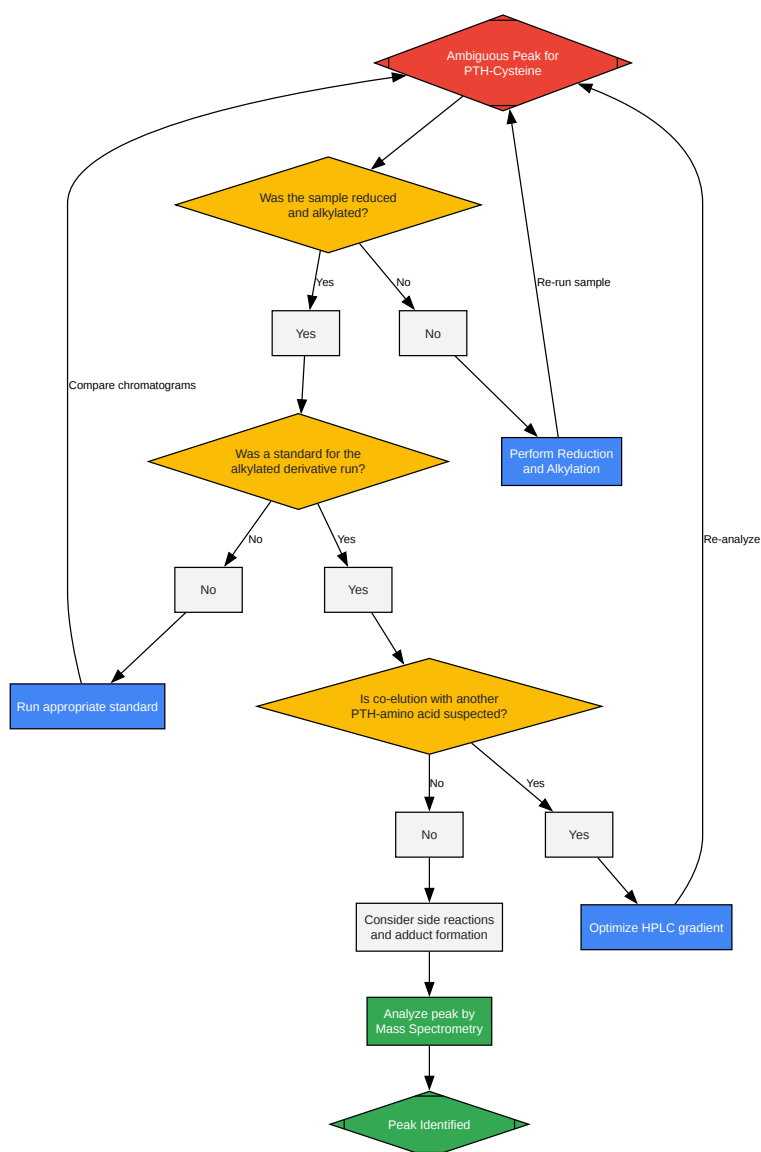 Ambiguous Peak for
PTH-Cysteine
Was the sample reduced
and alkylated?
Yes
No
Re-run sample
Yes
No
Compare chromatograms
Was a standard for the
alkylated derivative run?
Perform Reduction
and Alkylation
No
Yes
Re-analyze
No
Yes
Run appropriate standard
Is co-elution with another
PTH-amino acid suspected?
No
Yes
No
Yes
Consider side reactions
and adduct formation
Optimize HPLC gradient
Analyze peak by
Mass Spectrometry
Peak Identified